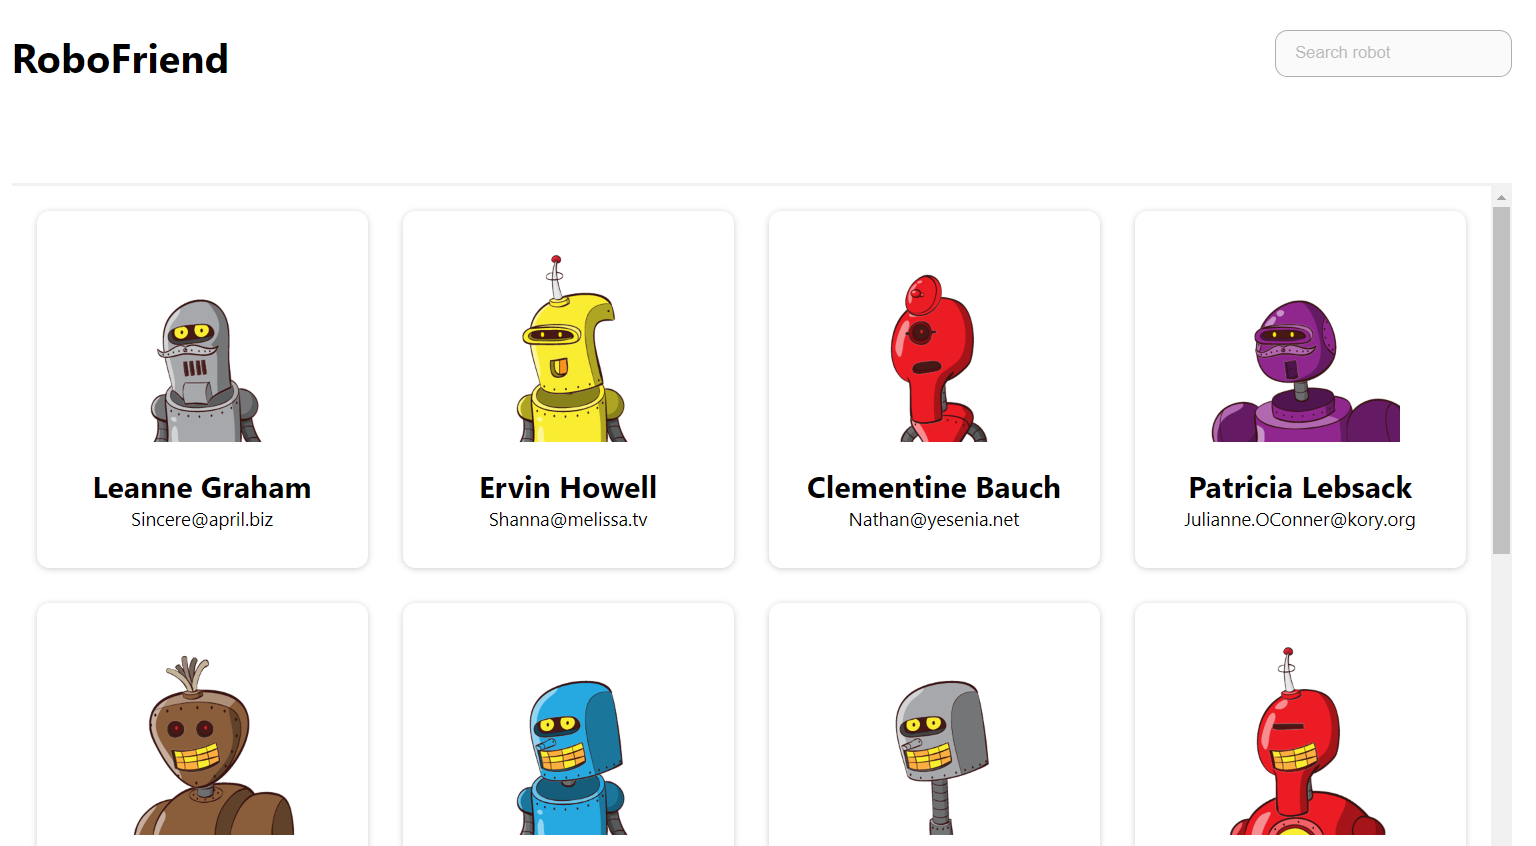 RoboFriend
Search robot
Leanne Graham
Sincere@april.biz
Ervin Howell
Shanna@melissa.tv
Clementine Bauch
Nathan@yesenia.net
Patricia Lebsack
Julianne.OConner@kory.org